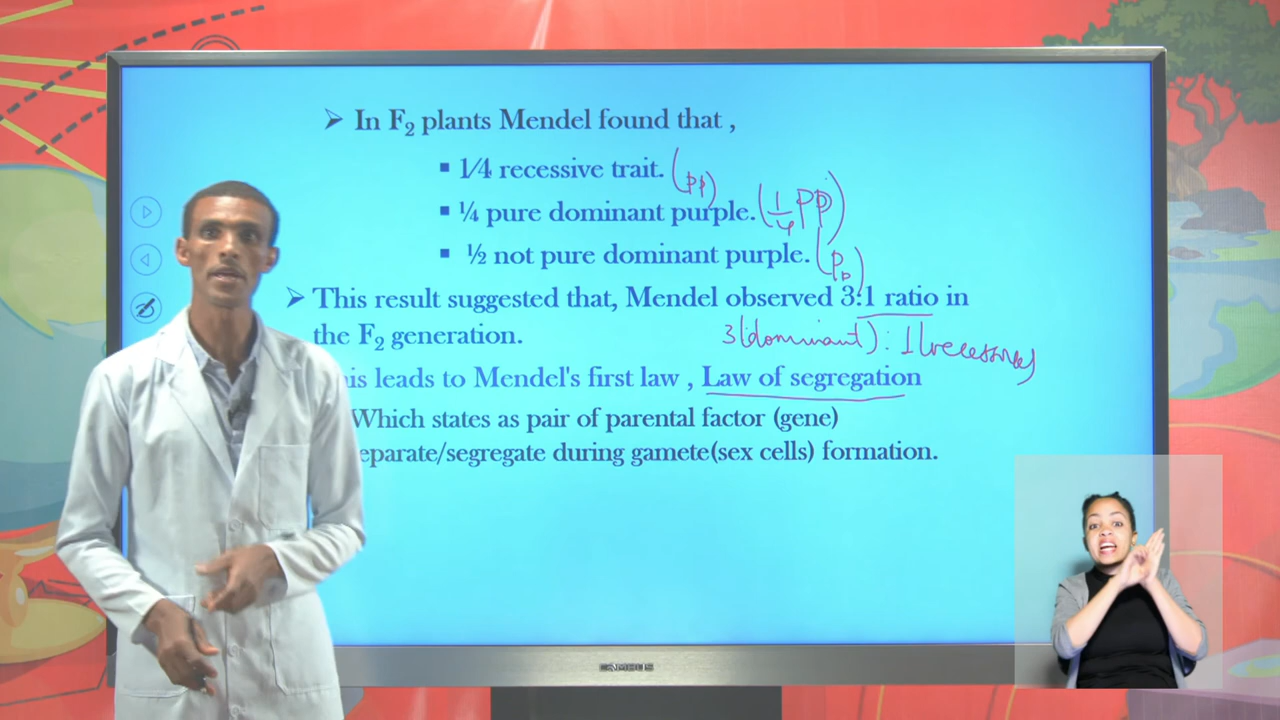 ➤ In F₂ plants Mendel found that ,
▪ 1⁄4 recessive trait. (pp)
▪ ¼ pure dominant purple. (1/4 PP)
▪ ½ not pure dominant purple. (Pp)
➤ This result suggested that, Mendel observed 3:1 ratio in
the F₂ generation.
3(dominant) : 1(recessive)
is leads to Mendel's first law , Law of segregation
Which states as pair of parental factor (gene)
eparate/segregate during gamete(sex cells) formation.